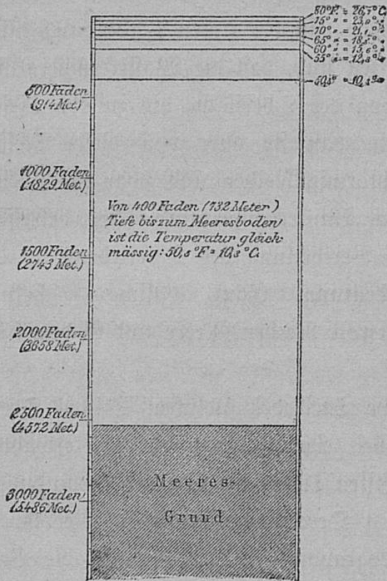 80°F. = 26,7°C.
75° „ = 23,9° „
70° „ = 21,1° „
65° „ = 18,3° „
60° „ = 15,6° „
55° „ = 12,8° „
50,5° „ = 10,3° „
500 Faden
(914 Met.)
1000 Faden
(1829 Met.)
Von 400 Faden (732 Meter)
Tiefe bis zum Meeresboden
ist die Temperatur gleich-
mässig: 50,5 °F = 10,3 °C.
1500 Faden
(2743 Met.)
2000 Faden
(3658 Met.)
2500 Faden
(4572 Met.)
Meeres-
Grund
3000 Faden
(5486 Met.)